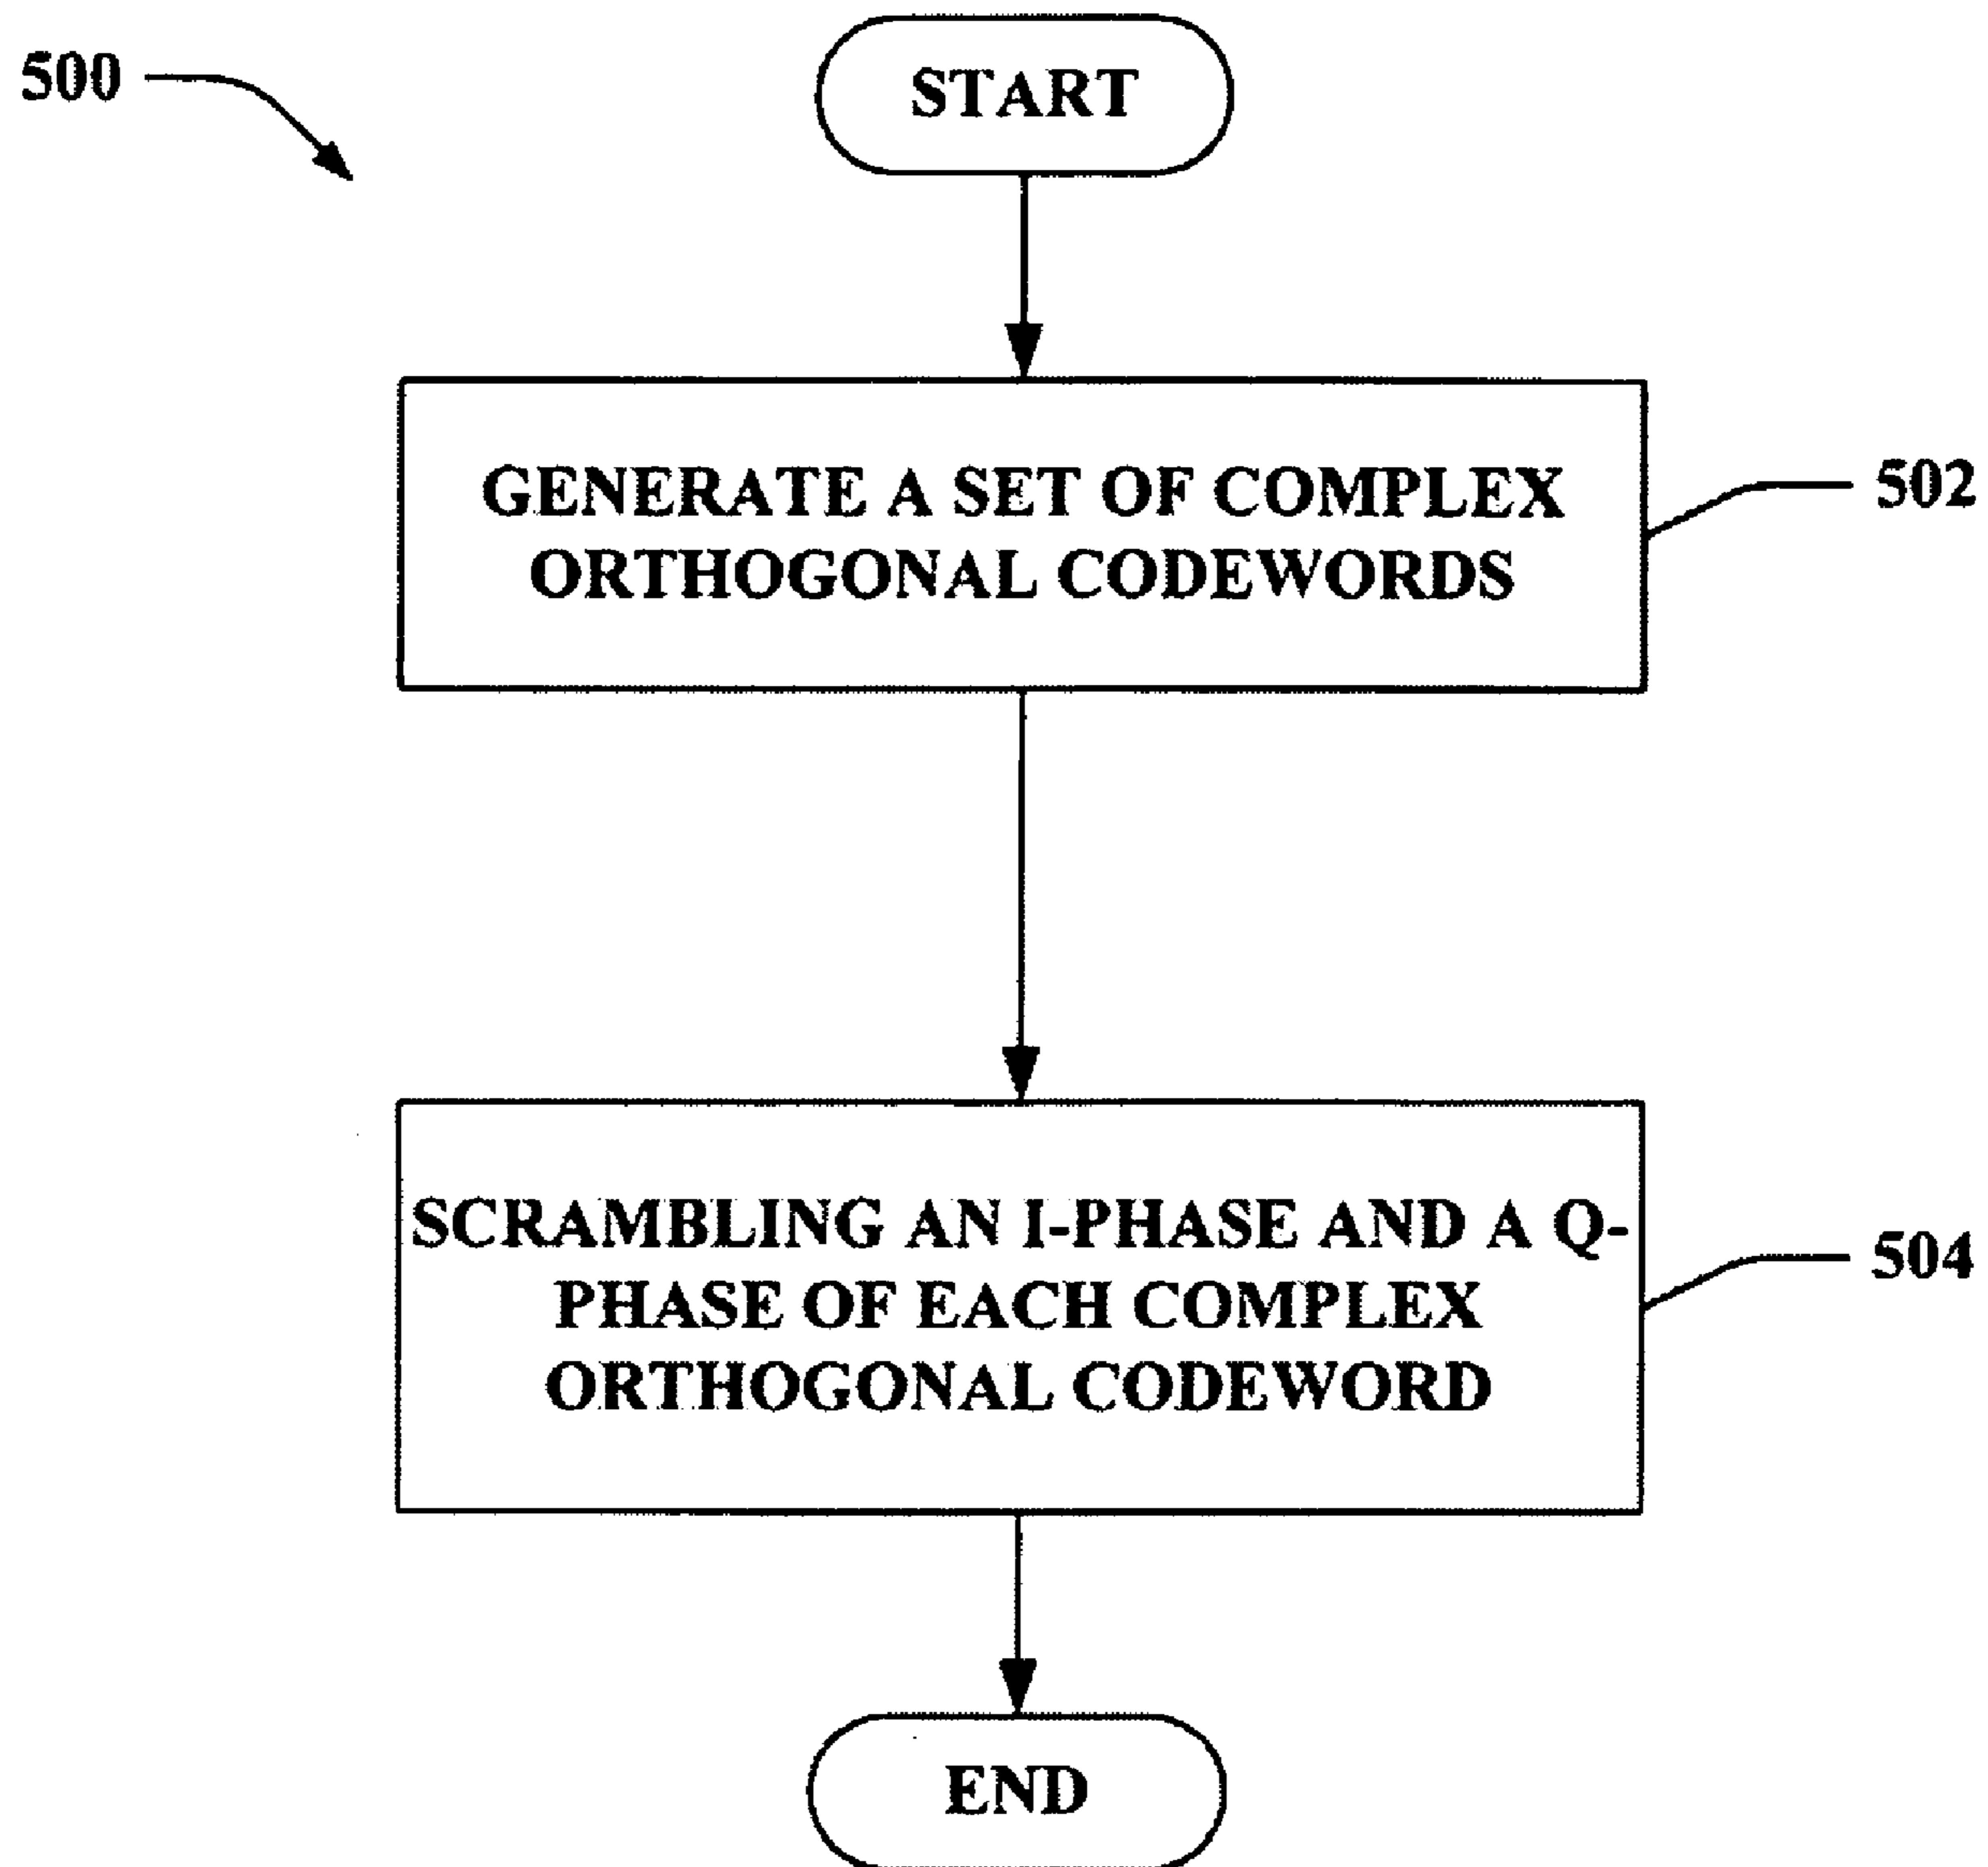 500
START
GENERATE A SET OF COMPLEX
ORTHOGONAL CODEWORDS
502
SCRAMBLING AN I-PHASE AND A Q-
PHASE OF EACH COMPLEX
ORTHOGONAL CODEWORD
504
END